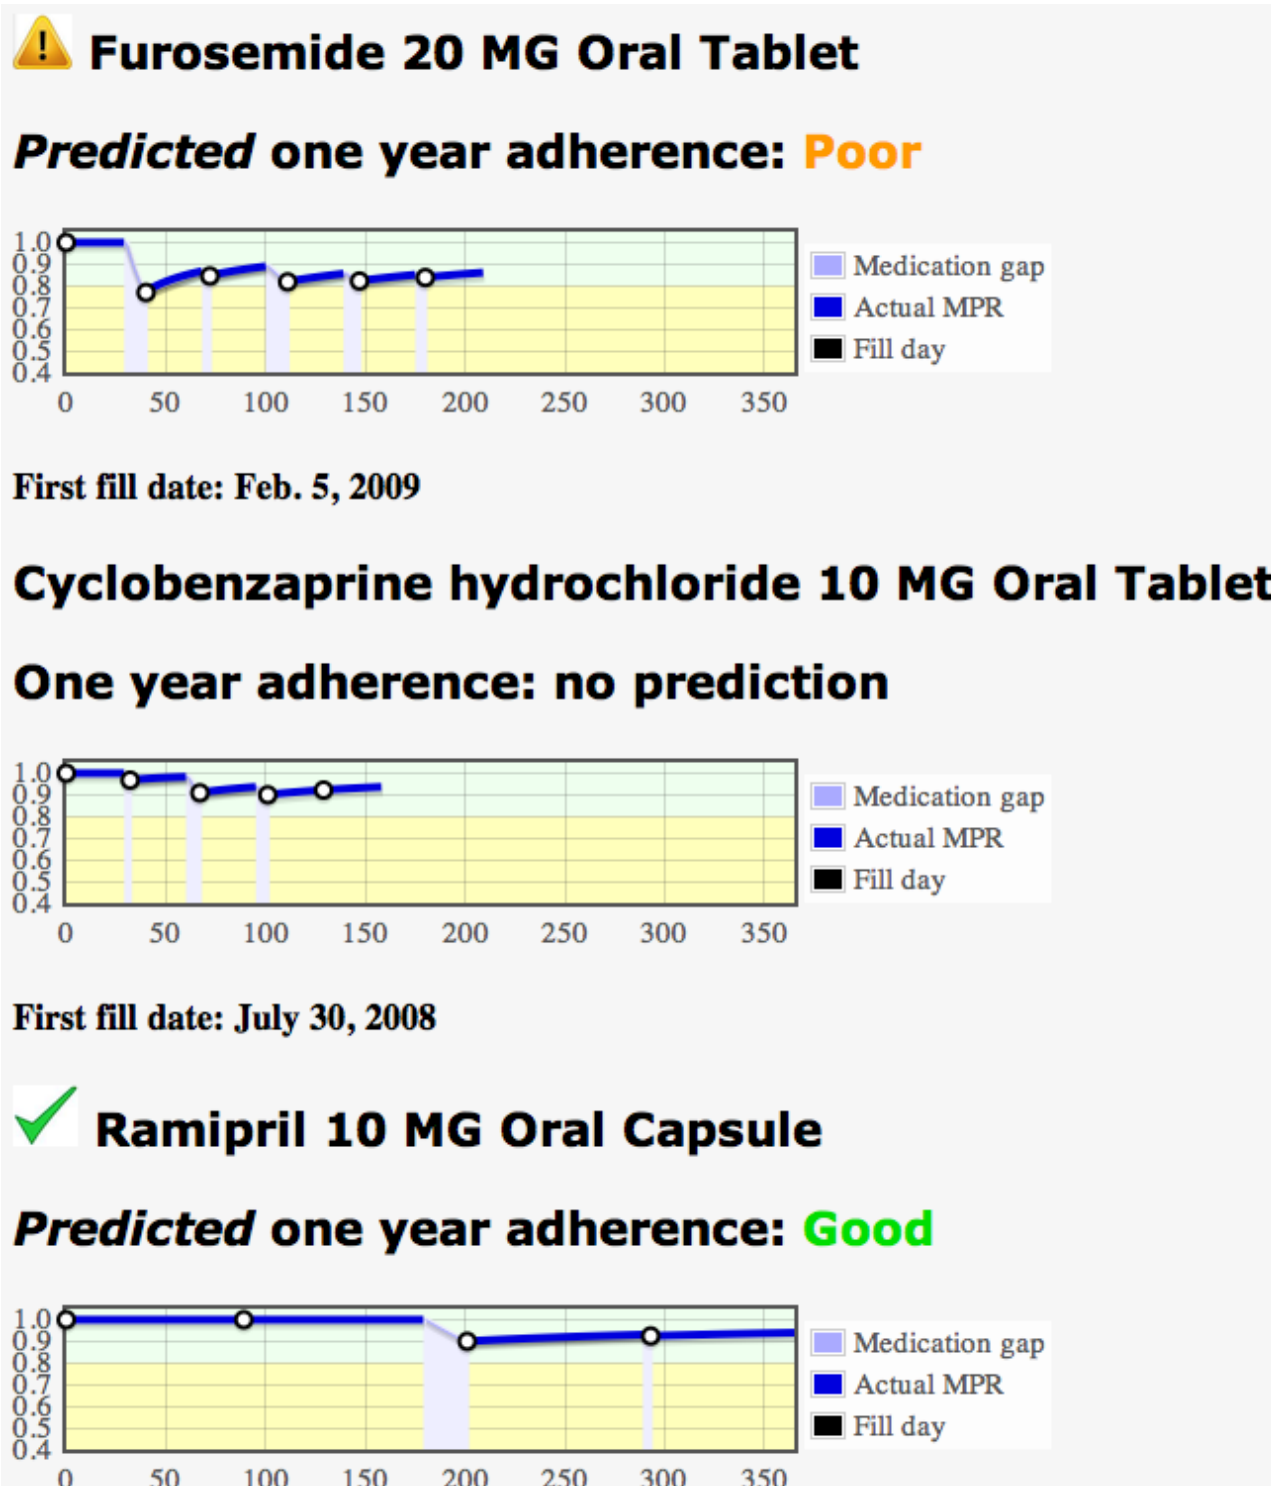 Furosemide 20 MG Oral Tablet
Predicted one year adherence: Poor
1.0
0.9
0.8
0.7
0.6
0.5
0.4
0 50 100 150 200 250 300 350
Medication gap
Actual MPR
Fill day
First fill date: Feb. 5, 2009
Cyclobenzaprine hydrochloride 10 MG Oral Tablet
One year adherence: no prediction
1.0
0.9
0.8
0.7
0.6
0.5
0.4
0 50 100 150 200 250 300 350
Medication gap
Actual MPR
Fill day
First fill date: July 30, 2008
Ramipril 10 MG Oral Capsule
Predicted one year adherence: Good
1.0
0.9
0.8
0.7
0.6
0.5
0.4
0 50 100 150 200 250 300 350
Medication gap
Actual MPR
Fill day